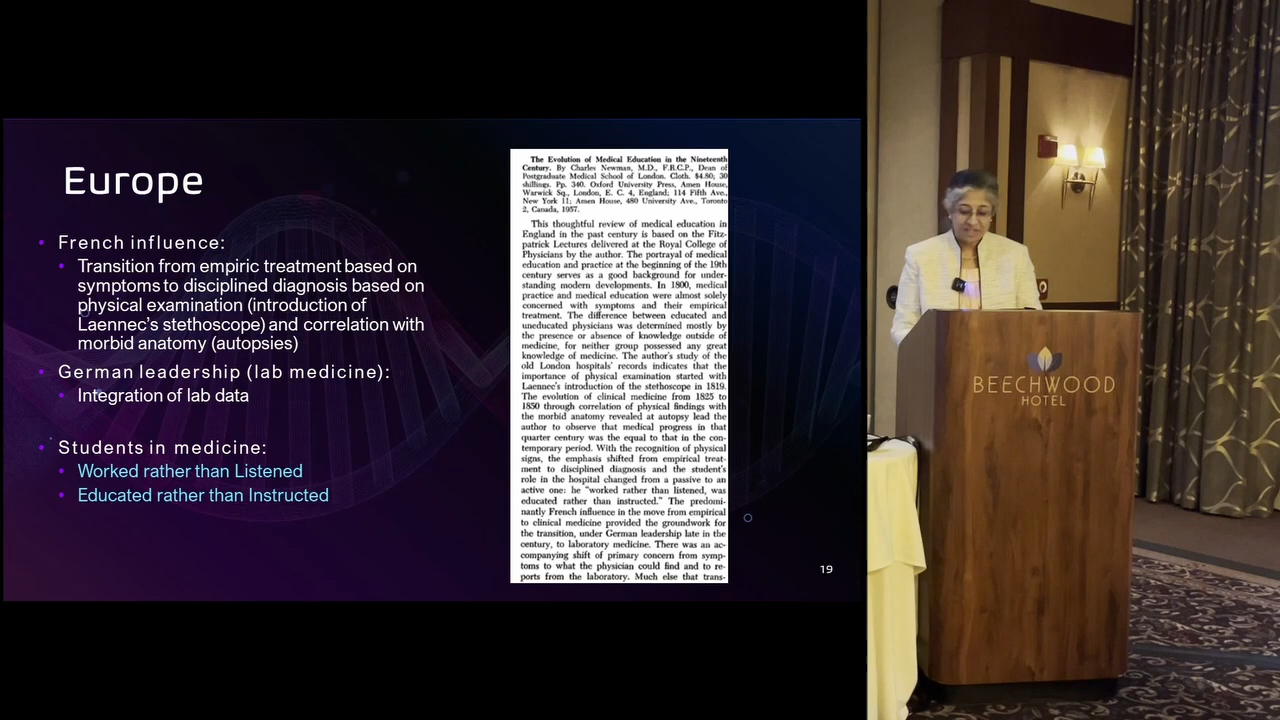 Europe
• French influence:
• Transition from empiric treatment based on
symptoms to disciplined diagnosis based on
physical examination (introduction of
Laennec's stethoscope) and correlation with
morbid anatomy (autopsies)
• German leadership (lab medicine):
• Integration of lab data
• Students in medicine:
• Worked rather than Listened
• Educated rather than Instructed
The Evolution of Medical Education in the Nineteenth
Century. By Charles Newman, M.D., F.R.C.P., Dean of
Postgraduate Medical School of London. Cloth. $4.80; 30
shillings. Pp. 340. Oxford University Press, Amen House,
Warwick Sq., London, E. C. 4, England; 114 Fifth Ave.,
New York 11; Amen House, 480 University Ave., Toronto
2, Canada, 1957.
This thoughtful review of medical education in
England in the past century is based on the Fitz-
patrick Lectures delivered at the Royal College of
Physicians by the author. The portrayal of medical
education and practice at the beginning of the 19th
century serves as a good background for under-
standing modern developments. In 1800, medical
practice and medical education were almost solely
concerned with symptoms and their empirical
treatment. The difference between educated and
uneducated physicians was determined mostly by
the presence or absence of knowledge outside of
medicine, for neither group possessed any great
knowledge of medicine. The author's study of the
old London hospitals' records indicates that the
importance of physical examination started with
Laennec's introduction of the stethoscope in 1819.
The evolution of clinical medicine from 1825 to
1850 through correlation of physical findings with
the morbid anatomy revealed at autopsy lead the
author to observe that medical progress in that
quarter century was the equal to that in the con-
temporary period. With the recognition of physical
signs, the emphasis shifted from empirical treat-
ment to disciplined diagnosis and the student's
role in the hospital changed from a passive to an
active one: he "worked rather than listened, was
educated rather than instructed." The predomi-
nantly French influence in the move from empirical
to clinical medicine provided the groundwork for
the transition, under German leadership late in the
century, to laboratory medicine. There was an ac-
companying shift of primary concern from symp-
toms to what the physician could find and to re-
ports from the laboratory. Much else that trans-
19
BEECHWOOD
HOTEL